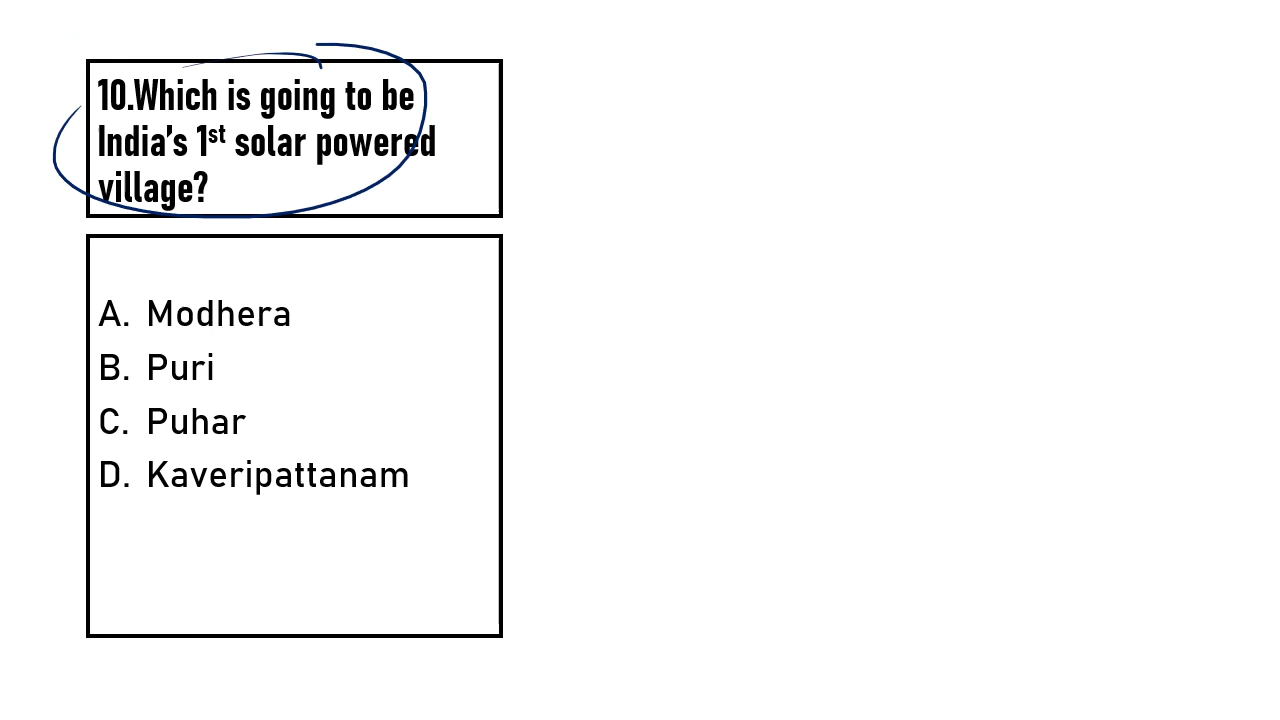 10.Which is going to be
India's 1st solar powered
village?
A. Modhera
B. Puri
C. Puhar
D. Kaveripattanam